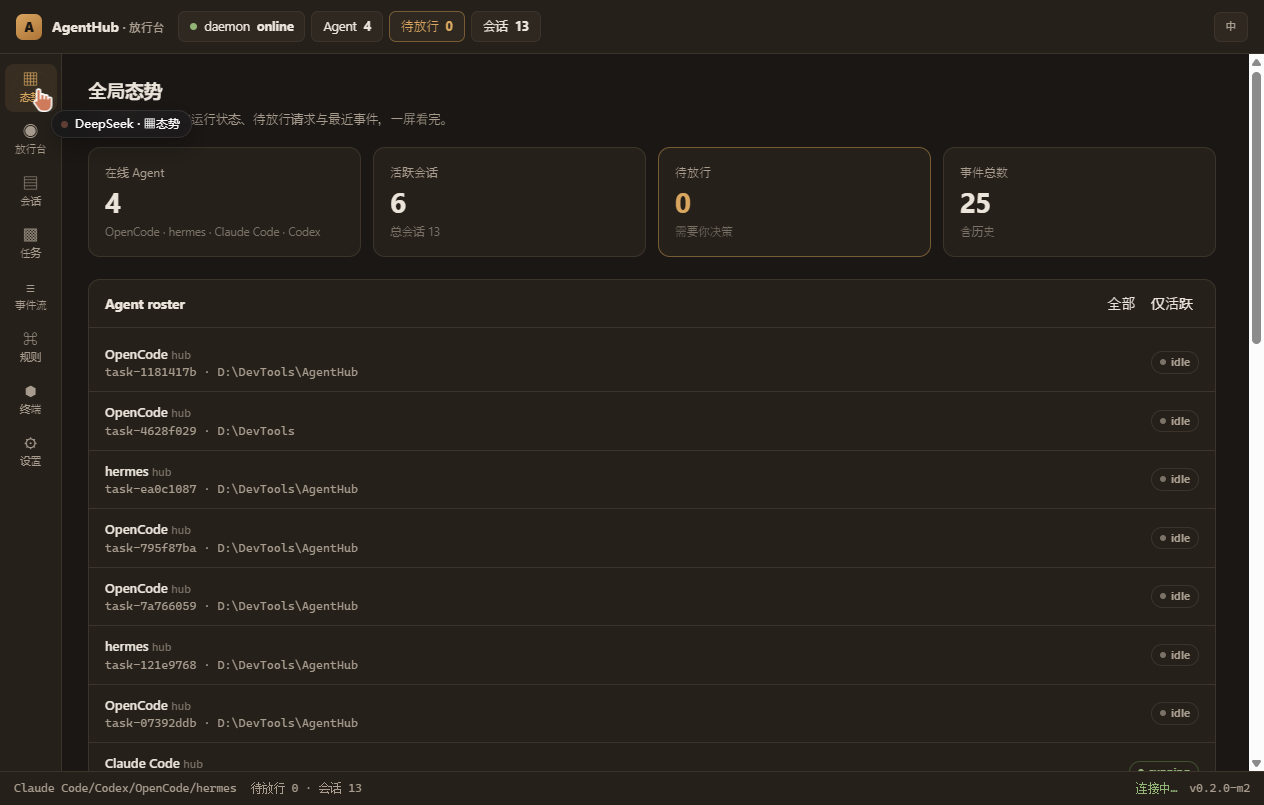 A AgentHub · 放行台 daemon online Agent 4 待放行 0 会话 13 中
态势
DeepSeek · ▦态势
放行台
会话
任务
事件流
规则
终端
设置
全局态势
运行状态、待放行请求与最近事件，一屏看完。
在线 Agent
4
OpenCode · hermes · Claude Code · Codex
活跃会话
6
总会话 13
待放行
0
需要你决策
事件总数
25
含历史
Agent roster 全部 仅活跃
OpenCode hub
task-1181417b · D:\DevTools\AgentHub
idle
OpenCode hub
task-4628f029 · D:\DevTools
idle
hermes hub
task-ea0c1087 · D:\DevTools\AgentHub
idle
OpenCode hub
task-795f87ba · D:\DevTools\AgentHub
idle
OpenCode hub
task-7a766059 · D:\DevTools\AgentHub
idle
hermes hub
task-121e9768 · D:\DevTools\AgentHub
idle
OpenCode hub
task-07392ddb · D:\DevTools\AgentHub
idle
Claude Code hub
Claude Code/Codex/OpenCode/hermes 待放行 0 · 会话 13 连接中… v0.2.0-m2